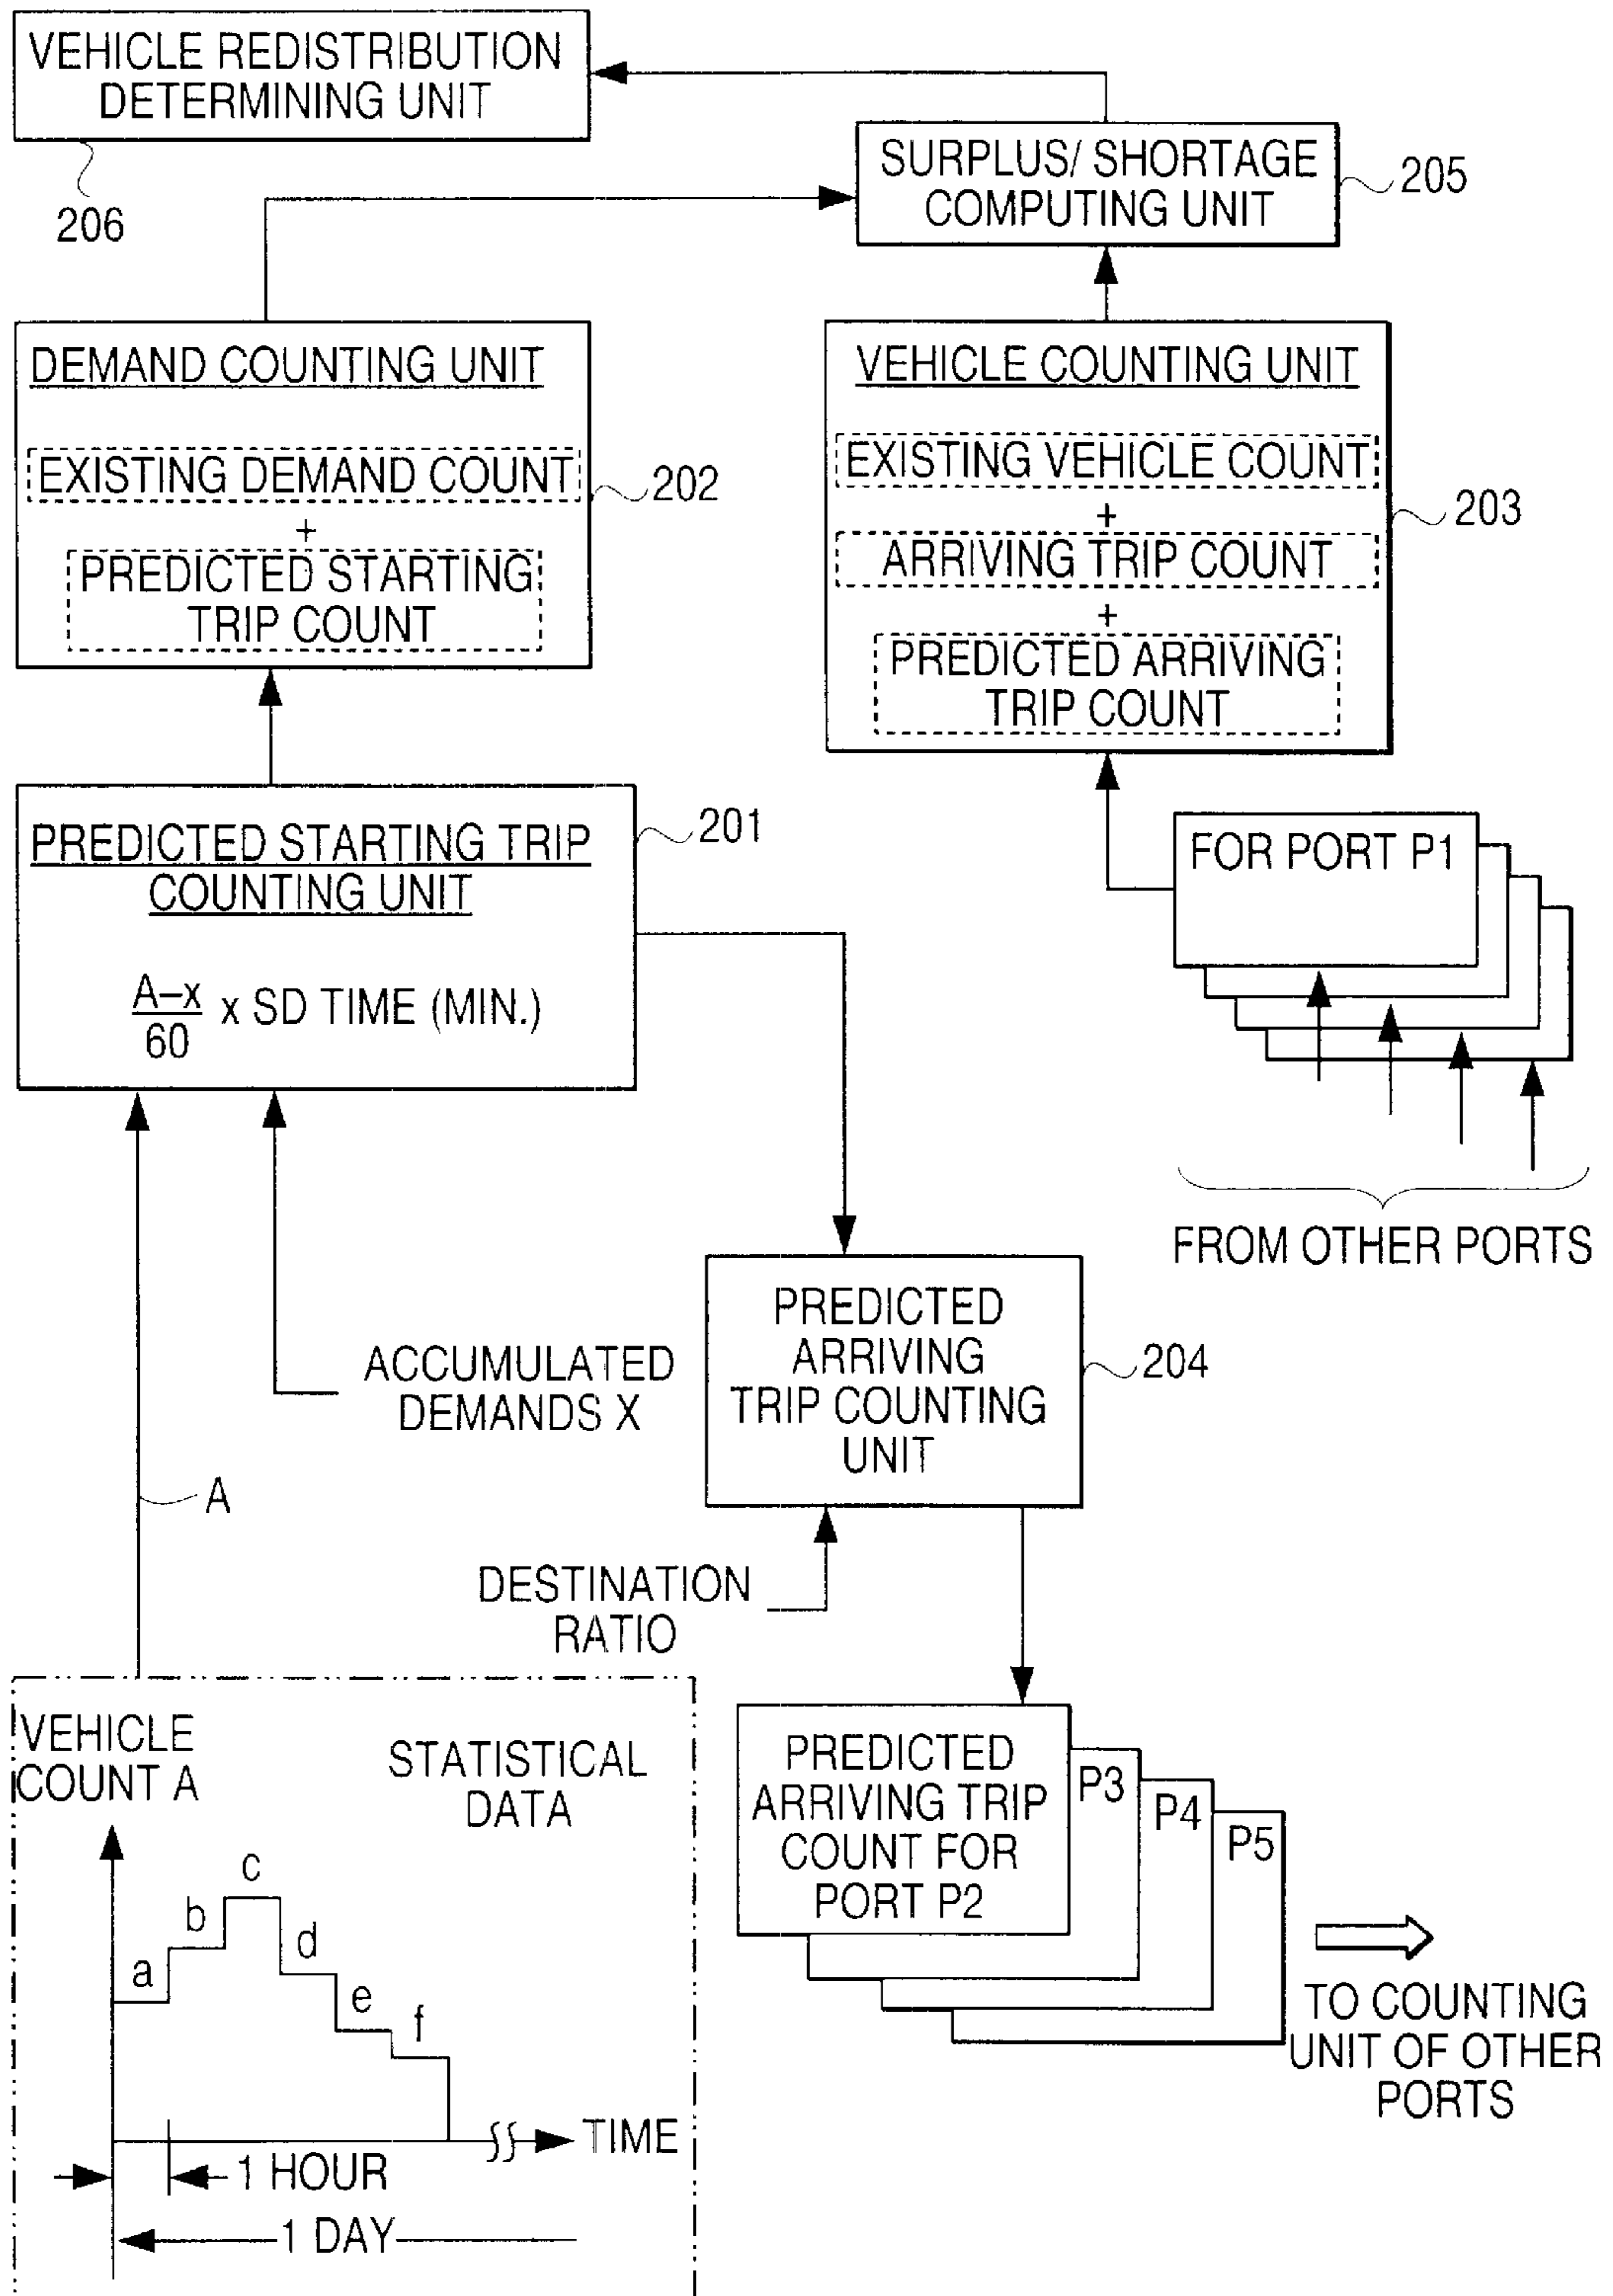 VEHICLE REDISTRIBUTION
DETERMINING UNIT
206
SURPLUS/ SHORTAGE
COMPUTING UNIT
205
DEMAND COUNTING UNIT
EXISTING DEMAND COUNT
+
PREDICTED STARTING
TRIP COUNT
202
VEHICLE COUNTING UNIT
EXISTING VEHICLE COUNT
+
ARRIVING TRIP COUNT
+
PREDICTED ARRIVING
TRIP COUNT
203
PREDICTED STARTING TRIP
COUNTING UNIT
A–x
60
x SD TIME (MIN.)
201
FOR PORT P1
FROM OTHER PORTS
ACCUMULATED
DEMANDS X
A
PREDICTED
ARRIVING
TRIP COUNTING
UNIT
204
DESTINATION
RATIO
VEHICLE
COUNT A
STATISTICAL
DATA
a
b
c
d
e
f
TIME
1 HOUR
1 DAY
PREDICTED
ARRIVING TRIP
COUNT FOR
PORT P2
P3
P4
P5
TO COUNTING
UNIT OF OTHER
PORTS